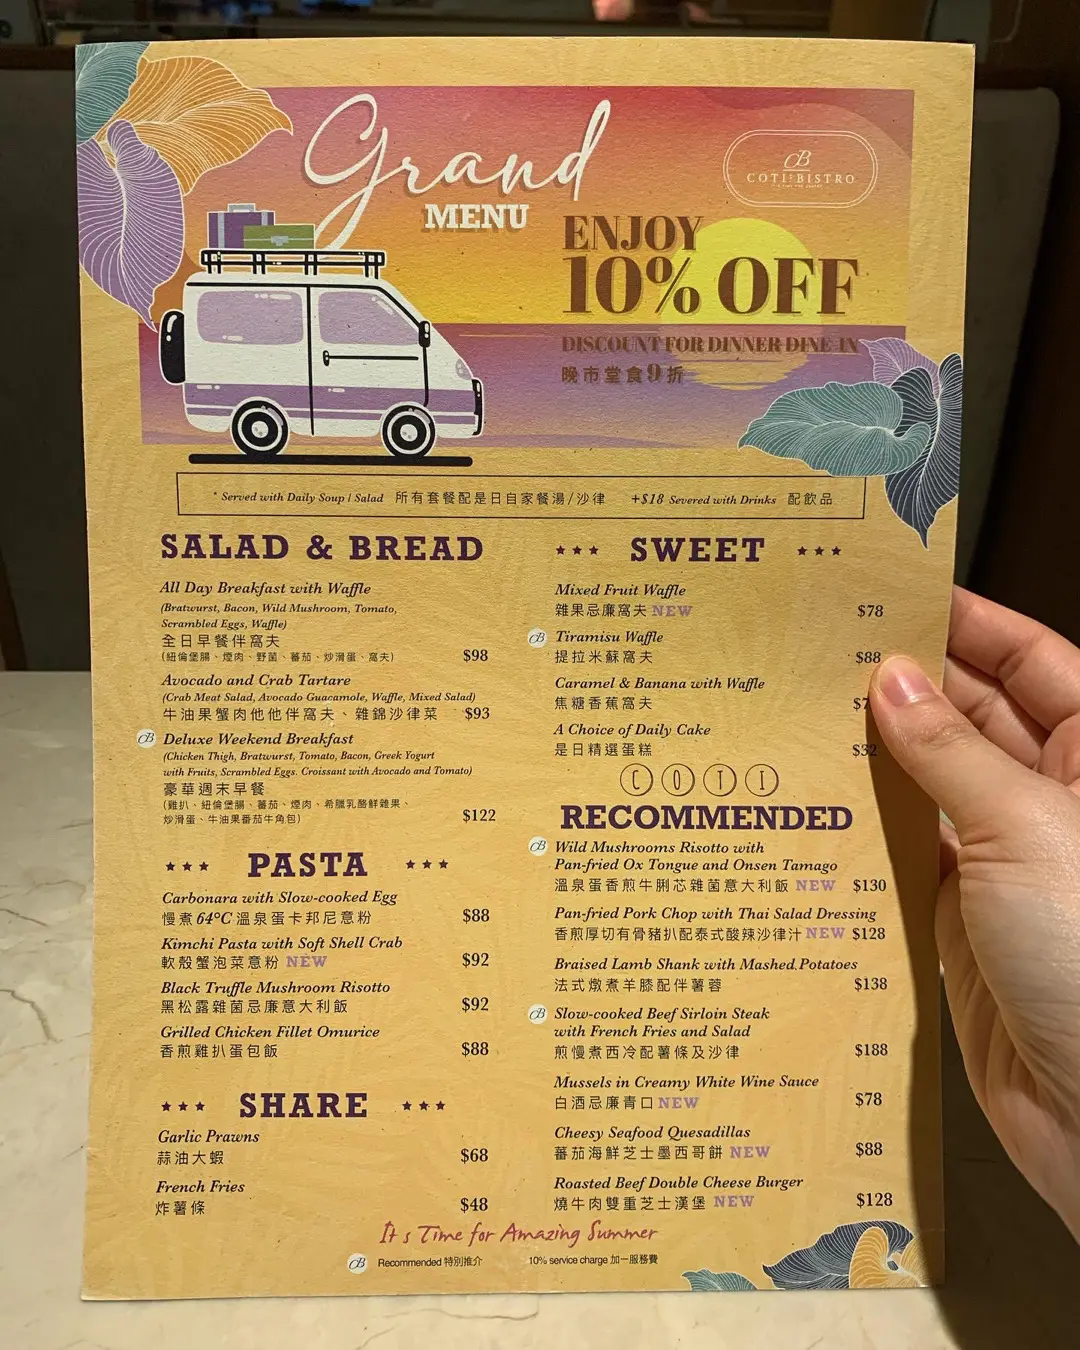 Grand
MENU
COTI BISTRO
ENJOY
10% OFF
DISCOUNT FOR DINNER DINE-IN
晚市堂食9折
* Served with Daily Soup / Salad 所有套餐配是日自家餐湯/沙律 +$18 Severed with Drinks 配飲品
SALAD & BREAD
All Day Breakfast with Waffle
(Bratwurst, Bacon, Wild Mushroom, Tomato,
Scrambled Eggs, Waffle)
全日早餐伴窩夫
(紐倫堡腸、煙肉、野菌、蕃茄、炒滑蛋、窩夫) $98
Avocado and Crab Tartare
(Crab Meat Salad, Avocado Guacamole, Waffle, Mixed Salad)
牛油果蟹肉他他伴窩夫、雜錦沙律菜 $93
Deluxe Weekend Breakfast
(Chicken Thigh, Bratwurst, Tomato, Bacon, Greek Yogurt
with Fruits, Scrambled Eggs. Croissant with Avocado and Tomato)
豪華週末早餐
(雞扒、紐倫堡腸、蕃茄、煙肉、希臘乳酪鮮雜果、
炒滑蛋、牛油果番茄牛角包) $122
PASTA
Carbonara with Slow-cooked Egg
慢煮64°C溫泉蛋卡邦尼意粉 $88
Kimchi Pasta with Soft Shell Crab
軟殼蟹泡菜意粉 NEW $92
Black Truffle Mushroom Risotto
黑松露雜菌忌廉意大利飯 $92
Grilled Chicken Fillet Omurice
香煎雞扒蛋包飯 $88
SHARE
Garlic Prawns
蒜油大蝦 $68
French Fries
炸薯條 $48
SWEET
Mixed Fruit Waffle
雜果忌廉窩夫 NEW $78
Tiramisu Waffle
提拉米蘇窩夫 $88
Caramel & Banana with Waffle
焦糖香蕉窩夫
A Choice of Daily Cake
是日精選蛋糕 $32
COTI
RECOMMENDED
Wild Mushrooms Risotto with
Pan-fried Ox Tongue and Onsen Tamago
溫泉蛋香煎牛脷芯雜菌意大利飯 NEW $130
Pan-fried Pork Chop with Thai Salad Dressing
香煎厚切有骨豬扒配泰式酸辣沙律汁 NEW $128
Braised Lamb Shank with Mashed Potatoes
法式燉煮羊膝配伴薯蓉 $138
Slow-cooked Beef Sirloin Steak
with French Fries and Salad
煎慢煮西冷配薯條及沙律 $188
Mussels in Creamy White Wine Sauce
白酒忌廉青口 NEW $78
Cheesy Seafood Quesadillas
蕃茄海鮮芝士墨西哥餅 NEW $88
Roasted Beef Double Cheese Burger
燒牛肉雙重芝士漢堡 NEW $128
It s Time for Amazing Summer
Recommended 特別推介 10% service charge 加一服務費